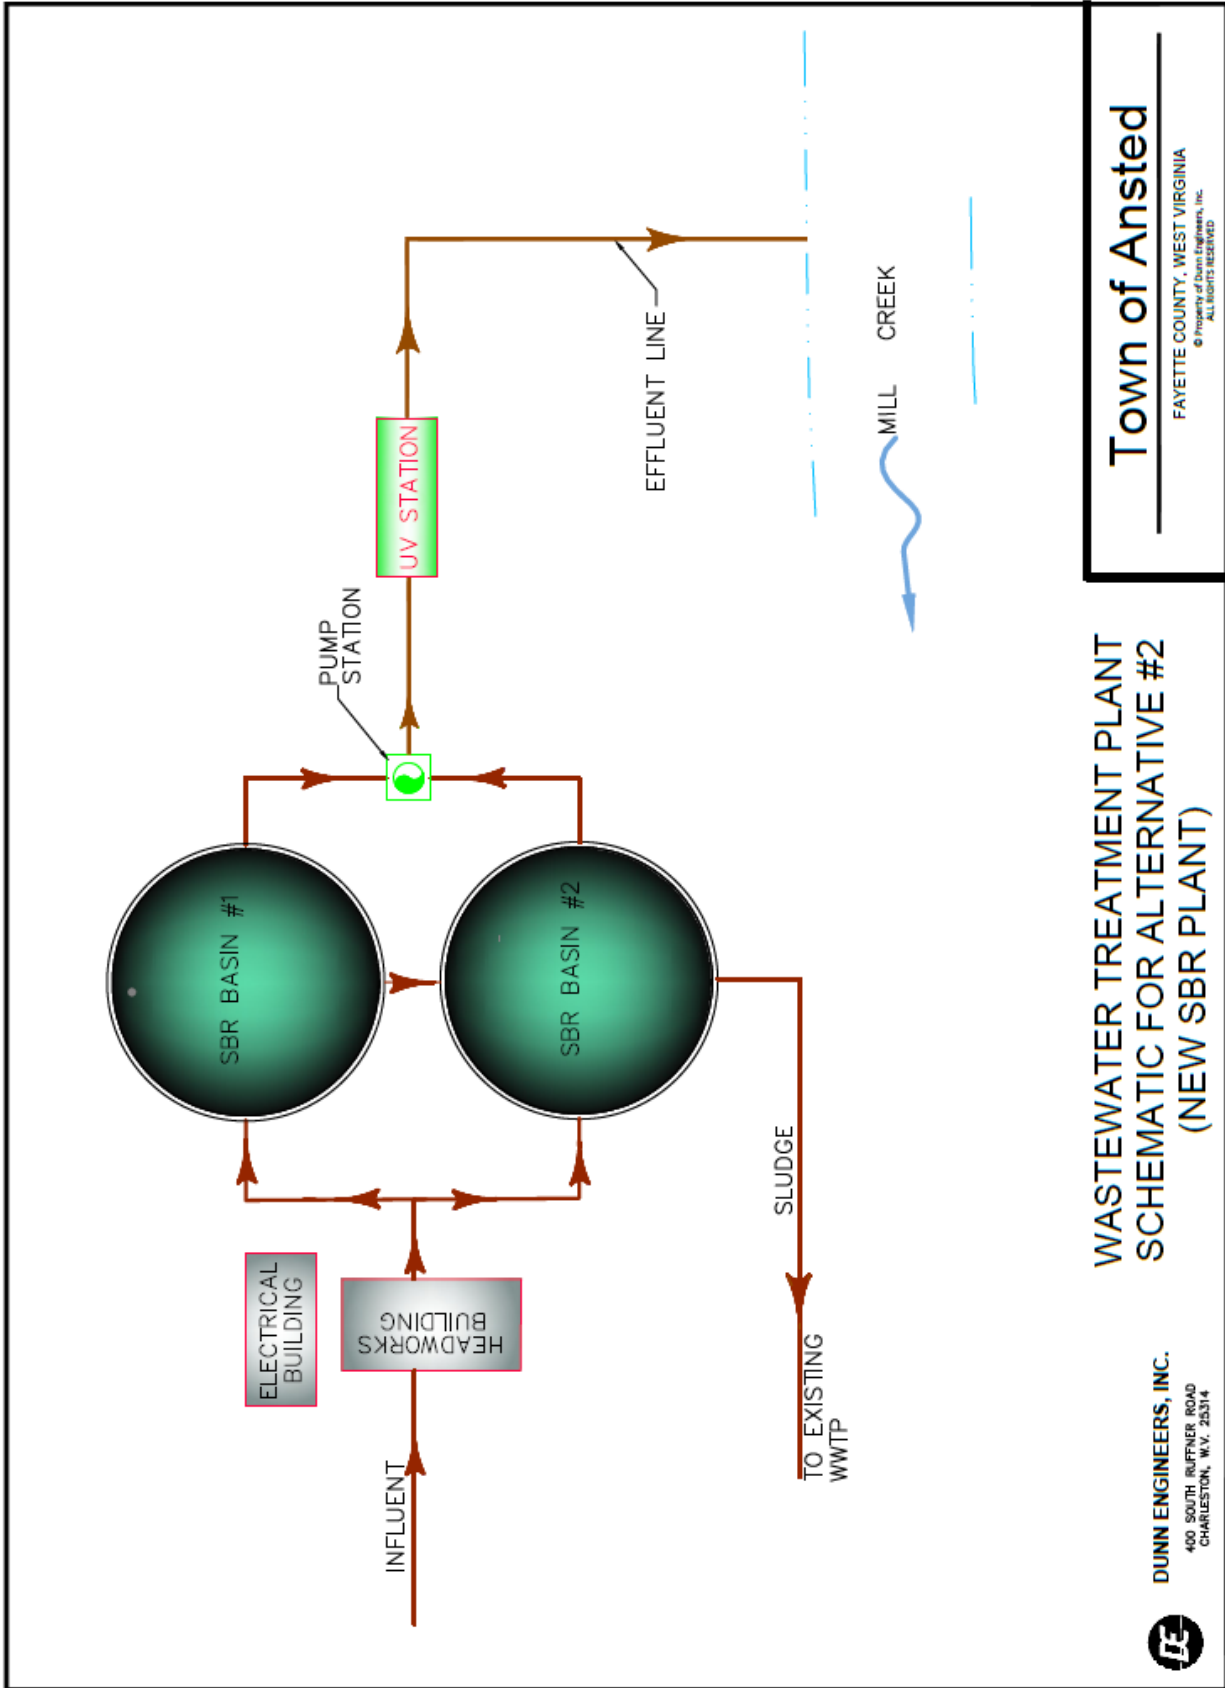 INFLUENT
ELECTRICAL
BUILDING
HEADWORKS
BUILDING
SBR BASIN #1
SBR BASIN #2
PUMP
STATION
UV STATION
EFFLUENT LINE
MILL CREEK
SLUDGE
TO EXISTING
WWTP
DE
DUNN ENGINEERS, INC.
400 SOUTH RUFFNER ROAD
CHARLESTON, W.V. 25314
WASTEWATER TREATMENT PLANT
SCHEMATIC FOR ALTERNATIVE #2
(NEW SBR PLANT)
Town of Ansted
FAYETTE COUNTY, WEST VIRGINIA
© Property of Dunn Engineers, Inc.
ALL RIGHTS RESERVED